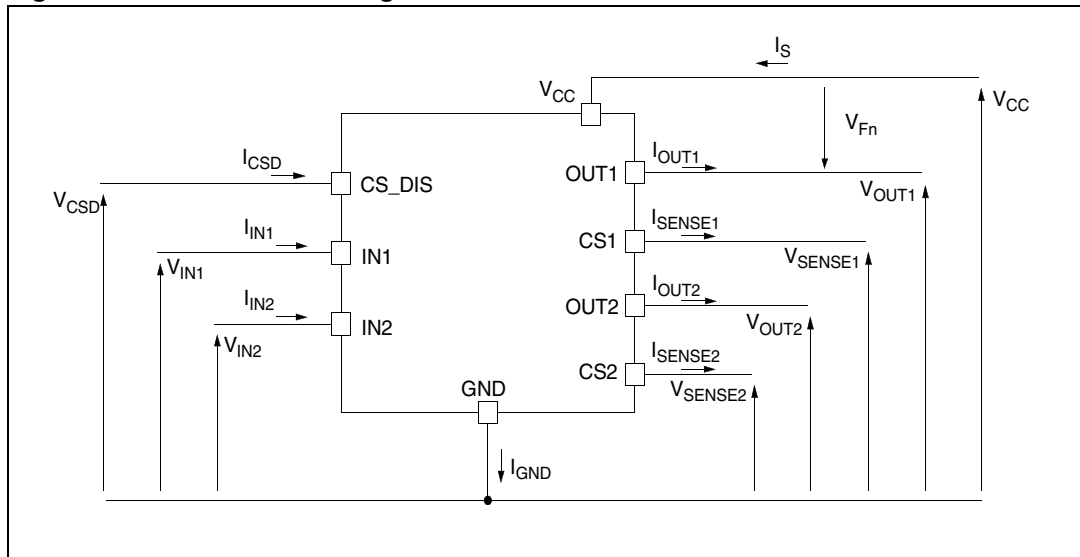 I_S
V_CC
V_CC
V_Fn
I_CSD
I_OUT1
CS_DIS
OUT1
V_CSD
V_OUT1
I_IN1
I_SENSE1
IN1
CS1
V_IN1
V_SENSE1
I_IN2
I_OUT2
IN2
OUT2
V_IN2
V_OUT2
I_SENSE2
CS2
V_SENSE2
GND
I_GND